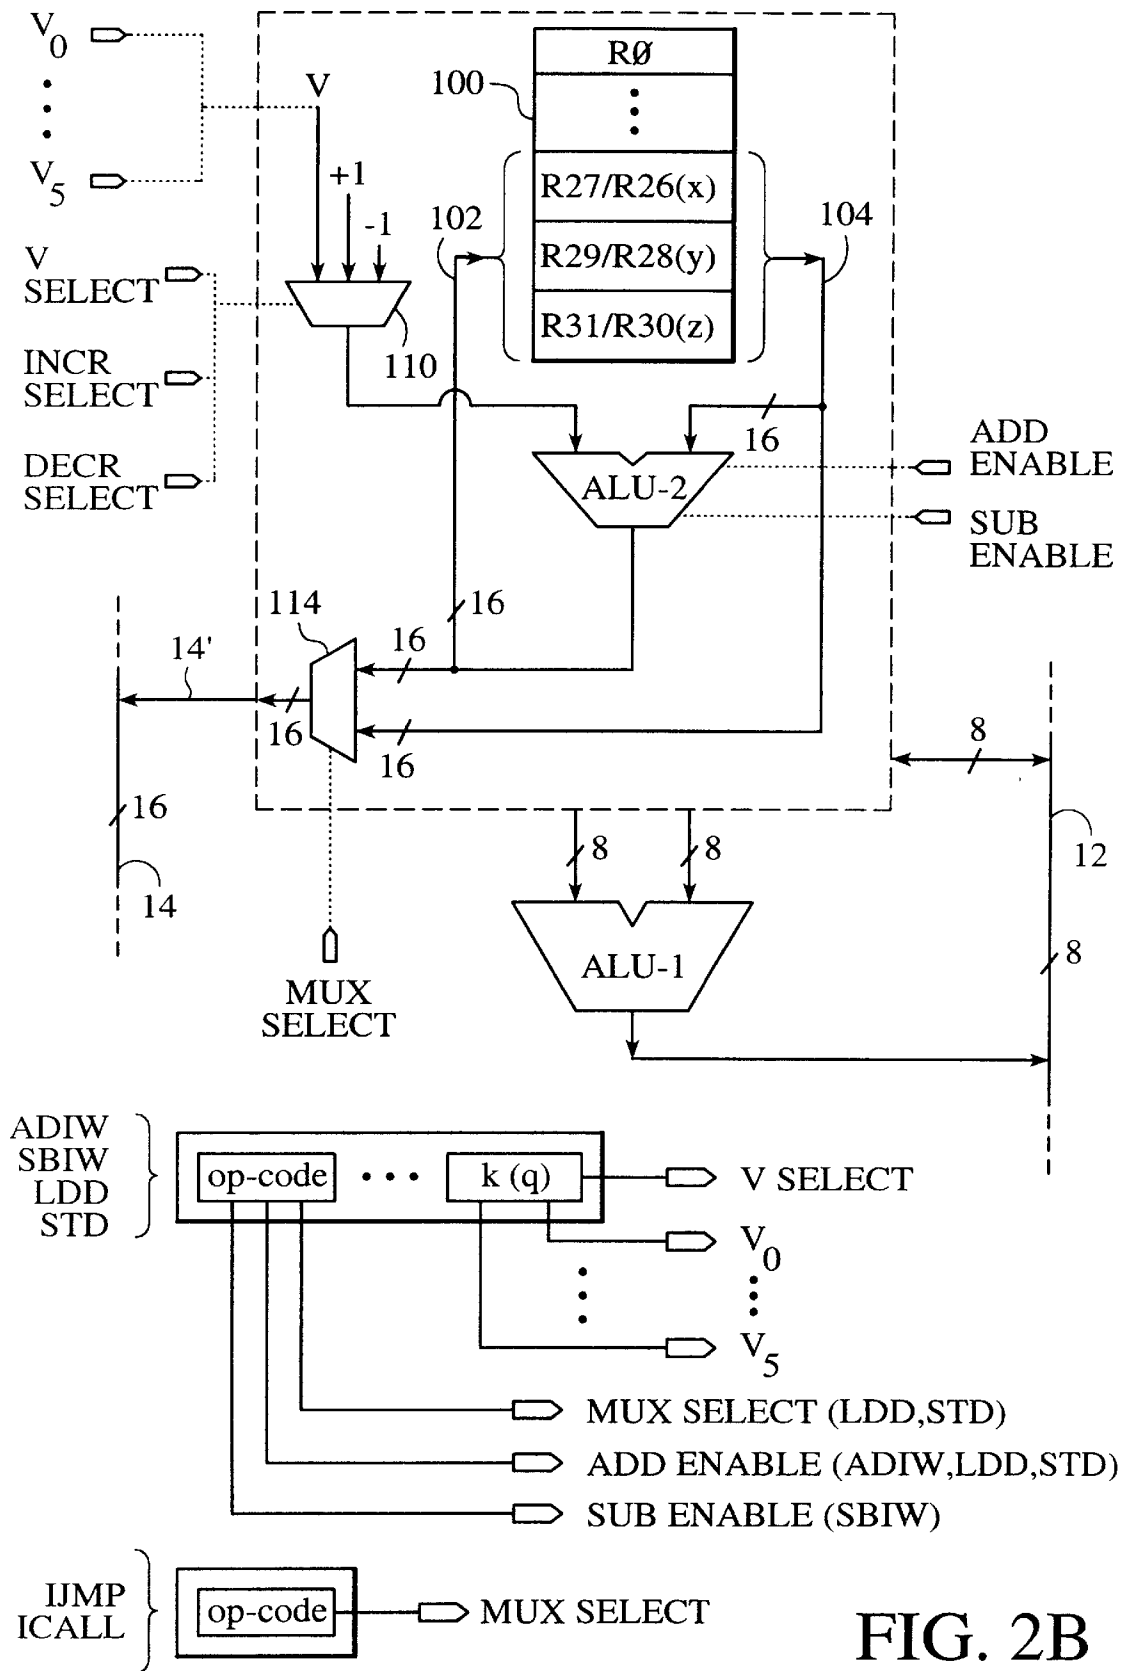 V0
V5
V
SELECT
INCR
SELECT
DECR
SELECT
V
+1
-1
110
102
100
RØ
R27/R26(x)
R29/R28(y)
R31/R30(z)
104
16
ALU-2
ADD
ENABLE
SUB
ENABLE
114
16
16
14'
16
16
16
14
MUX
SELECT
8
8
8
12
8
ALU-1
ADIW
SBIW
LDD
STD
op-code
k (q)
V SELECT
V0
V5
MUX SELECT (LDD,STD)
ADD ENABLE (ADIW,LDD,STD)
SUB ENABLE (SBIW)
IJMP
ICALL
op-code
MUX SELECT
FIG. 2B